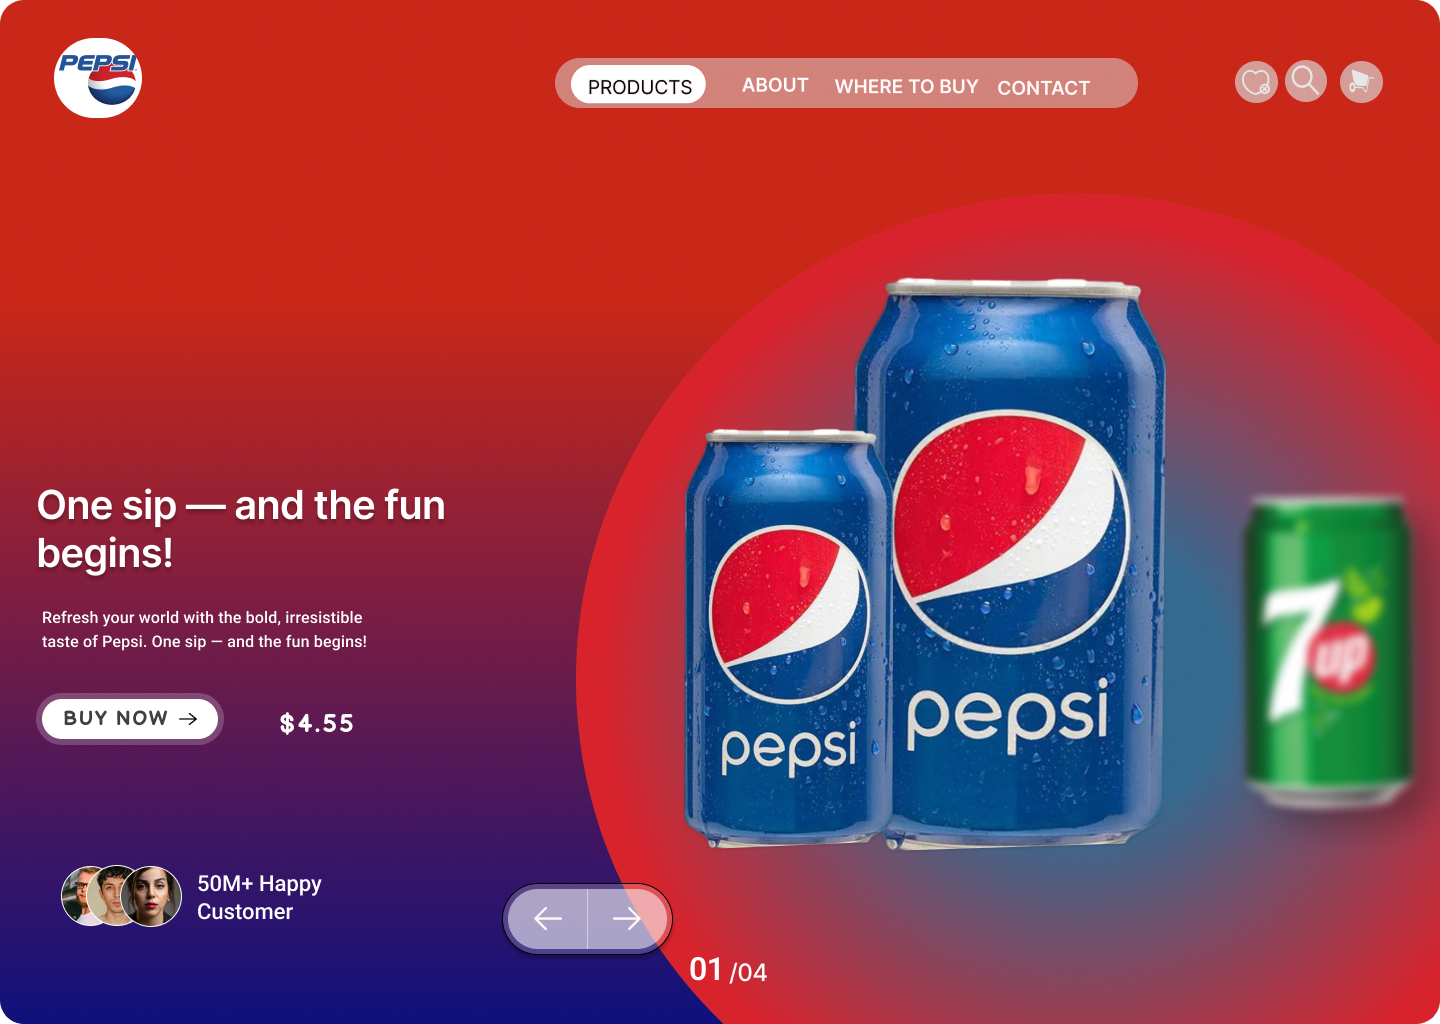 PEPSI
PRODUCTS
ABOUT
WHERE TO BUY
CONTACT
One sip — and the fun
begins!
Refresh your world with the bold, irresistible
taste of Pepsi. One sip — and the fun begins!
BUY NOW →
$4.55
50M+ Happy
Customer
pepsi
pepsi
7up
01 /04